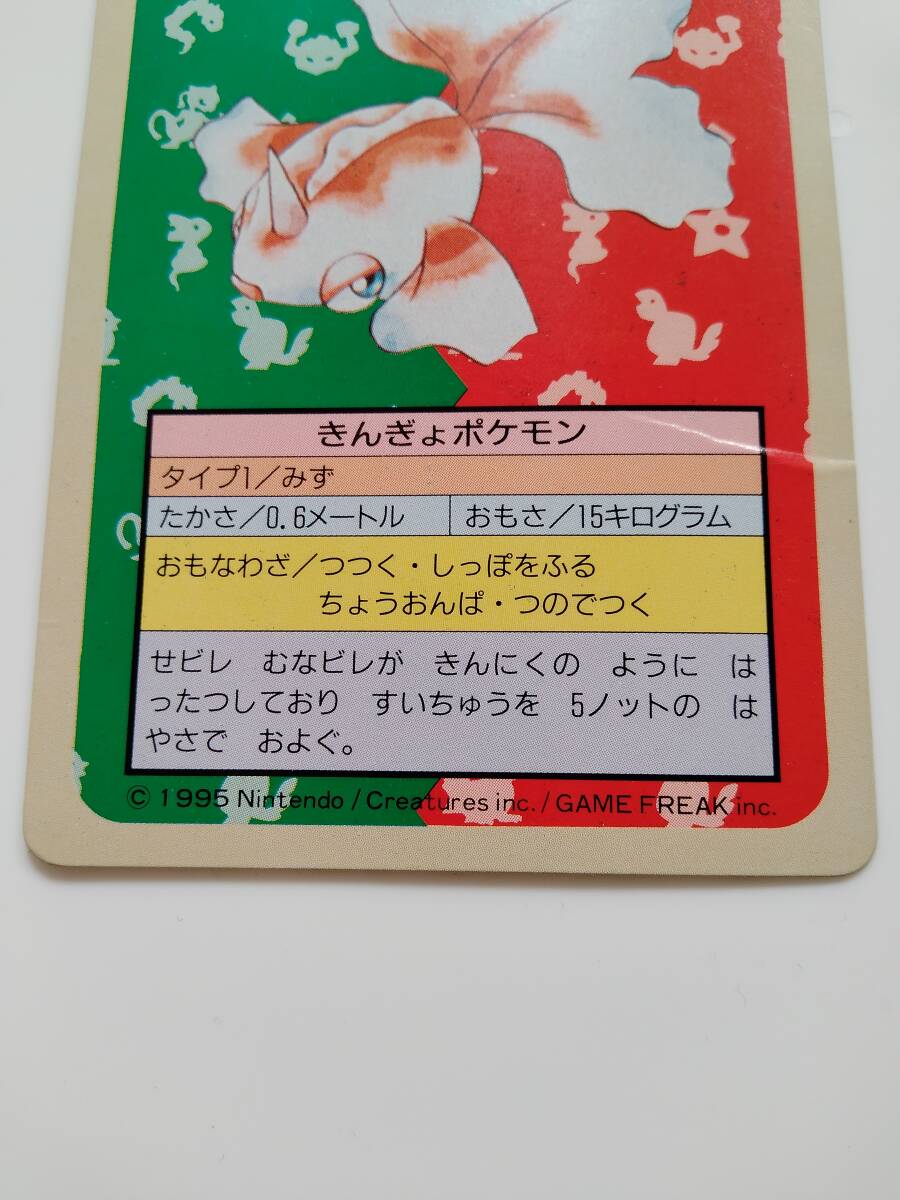 きんぎょポケモン
タイプ1／みず
たかさ／0.6メートル
おもさ／15キログラム
おもなわざ／つつく・しっぽをふる
ちょうおんぱ・つのでつく
せビレ　むなビレが　きんにくの　ように　は
ったつしており　すいちゅうを　5ノットの　は
やさで　およぐ。
© 1995 Nintendo / Creatures inc. / GAME FREAK inc.